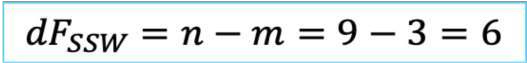 dF_SSW = n − m = 9 − 3 = 6